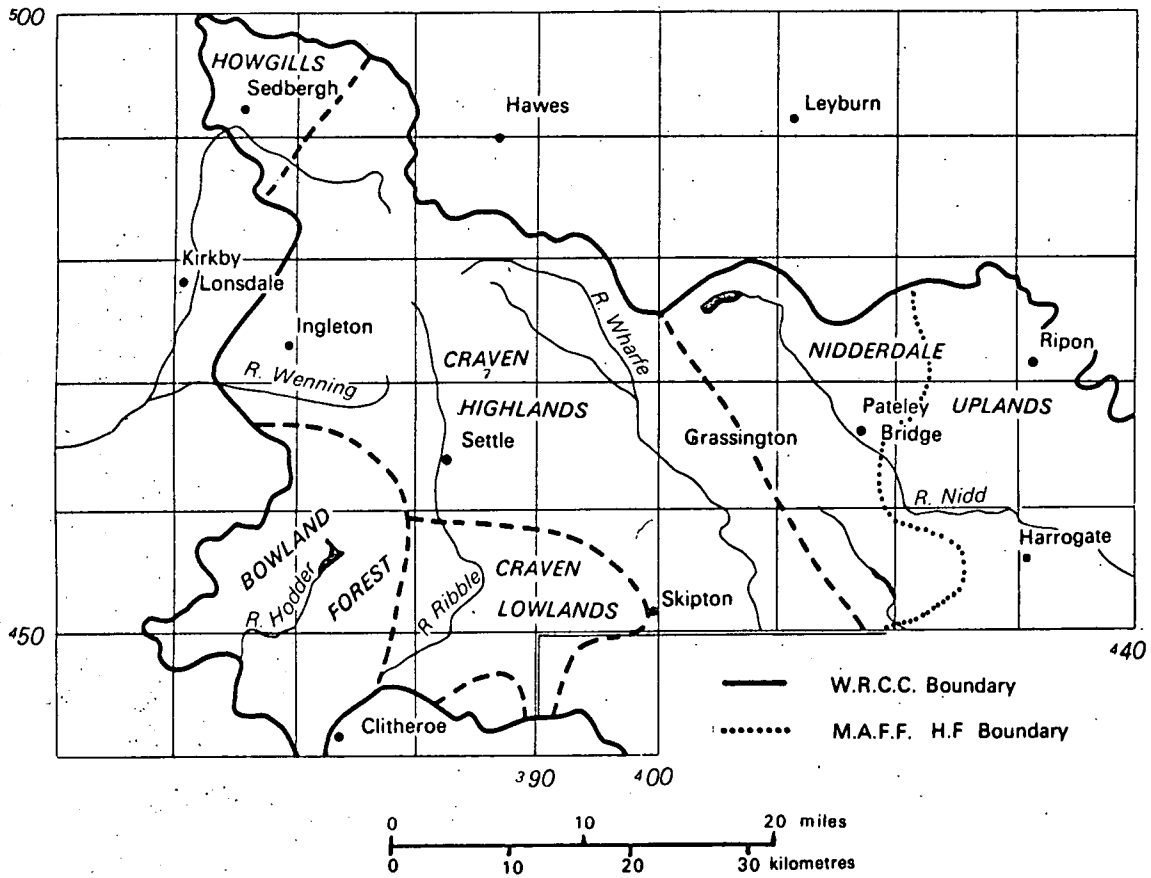 500
HOWGILLS
Sedbergh
Hawes
Leyburn
Kirkby
Lonsdale
Ingleton
R. Wenning
CRAVEN
HIGHLANDS
Settle
R. Wharfe
Grassington
NIDDERDALE
UPLANDS
Ripon
Pateley
Bridge
R. Nidd
Harrogate
BOWLAND
FOREST
R. Hodder
R Ribble
CRAVEN
LOWLANDS
Skipton
450
440
Clitheroe
W.R.C.C. Boundary
M.A.F.F. H.F Boundary
390
400
0 10 20 miles
0 10 20 30 kilometres